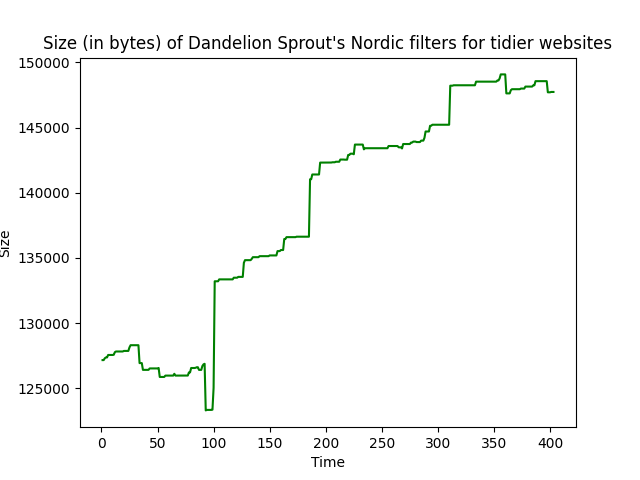 Size (in bytes) of Dandelion Sprout's Nordic filters for tidier websites
150000
145000
140000
135000
130000
125000
Size
0 50 100 150 200 250 300 350 400
Time